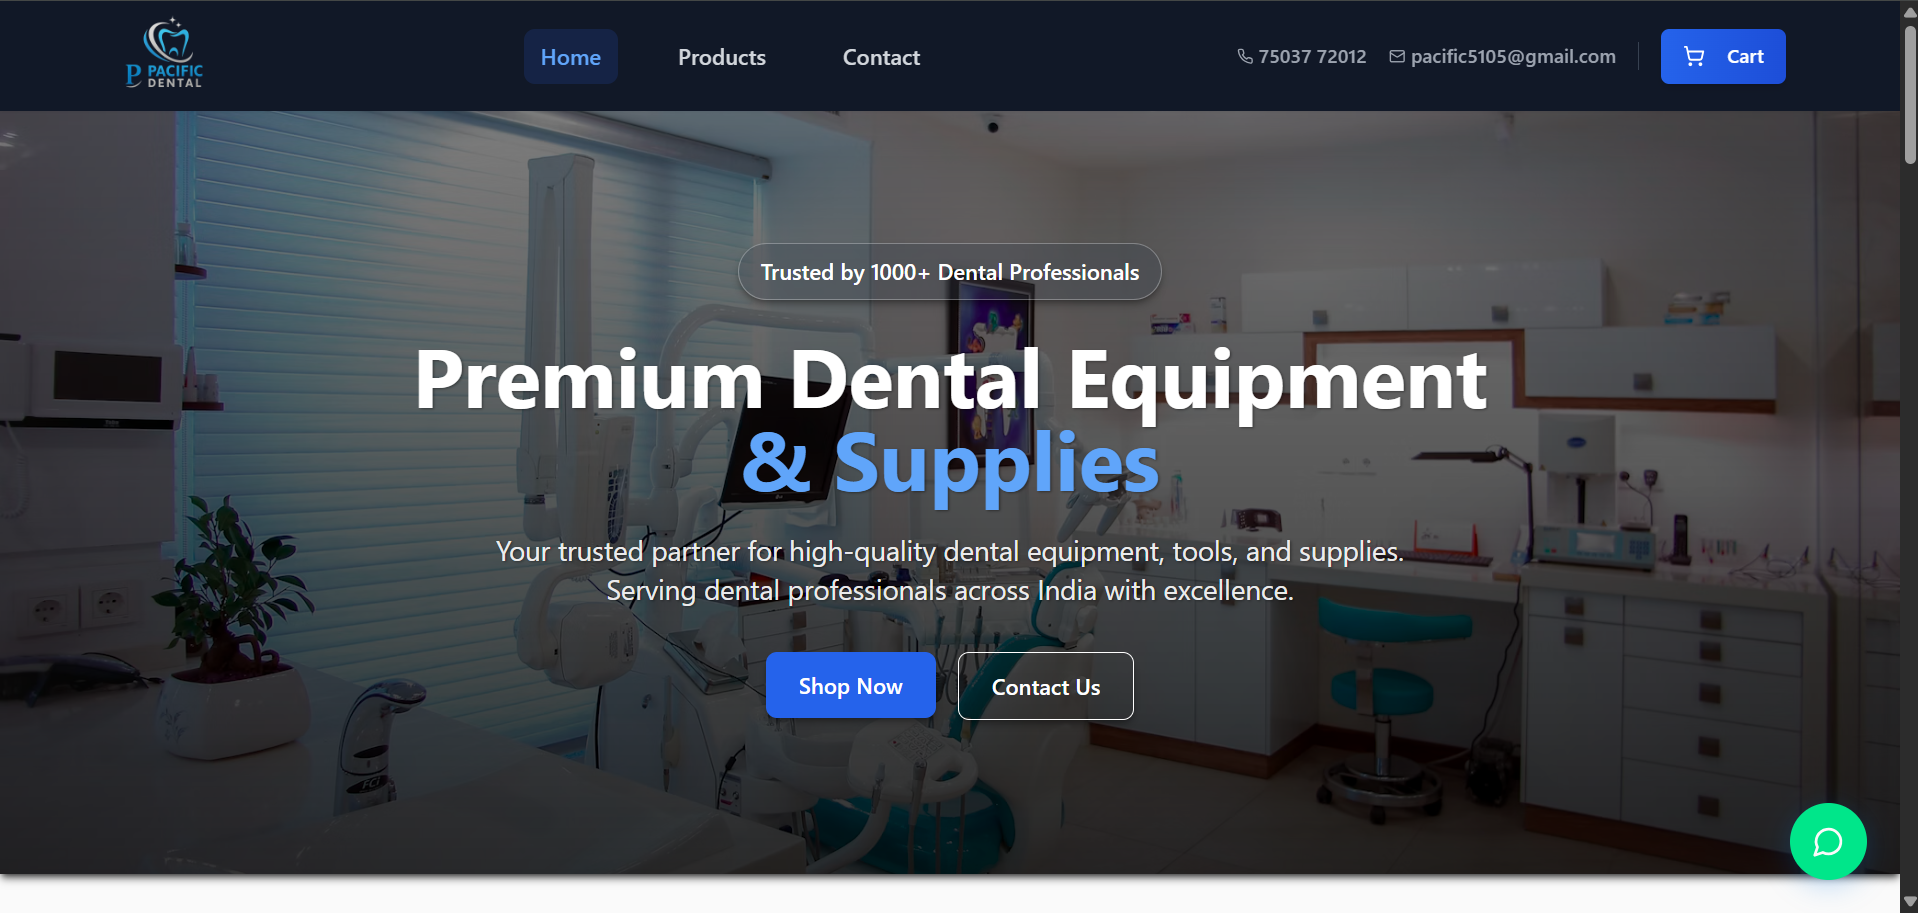 PACIFIC
DENTAL
Home
Products
Contact
75037 72012
pacific5105@gmail.com
Cart
Trusted by 1000+ Dental Professionals
Premium Dental Equipment
& Supplies
Your trusted partner for high-quality dental equipment, tools, and supplies.
Serving dental professionals across India with excellence.
Shop Now
Contact Us